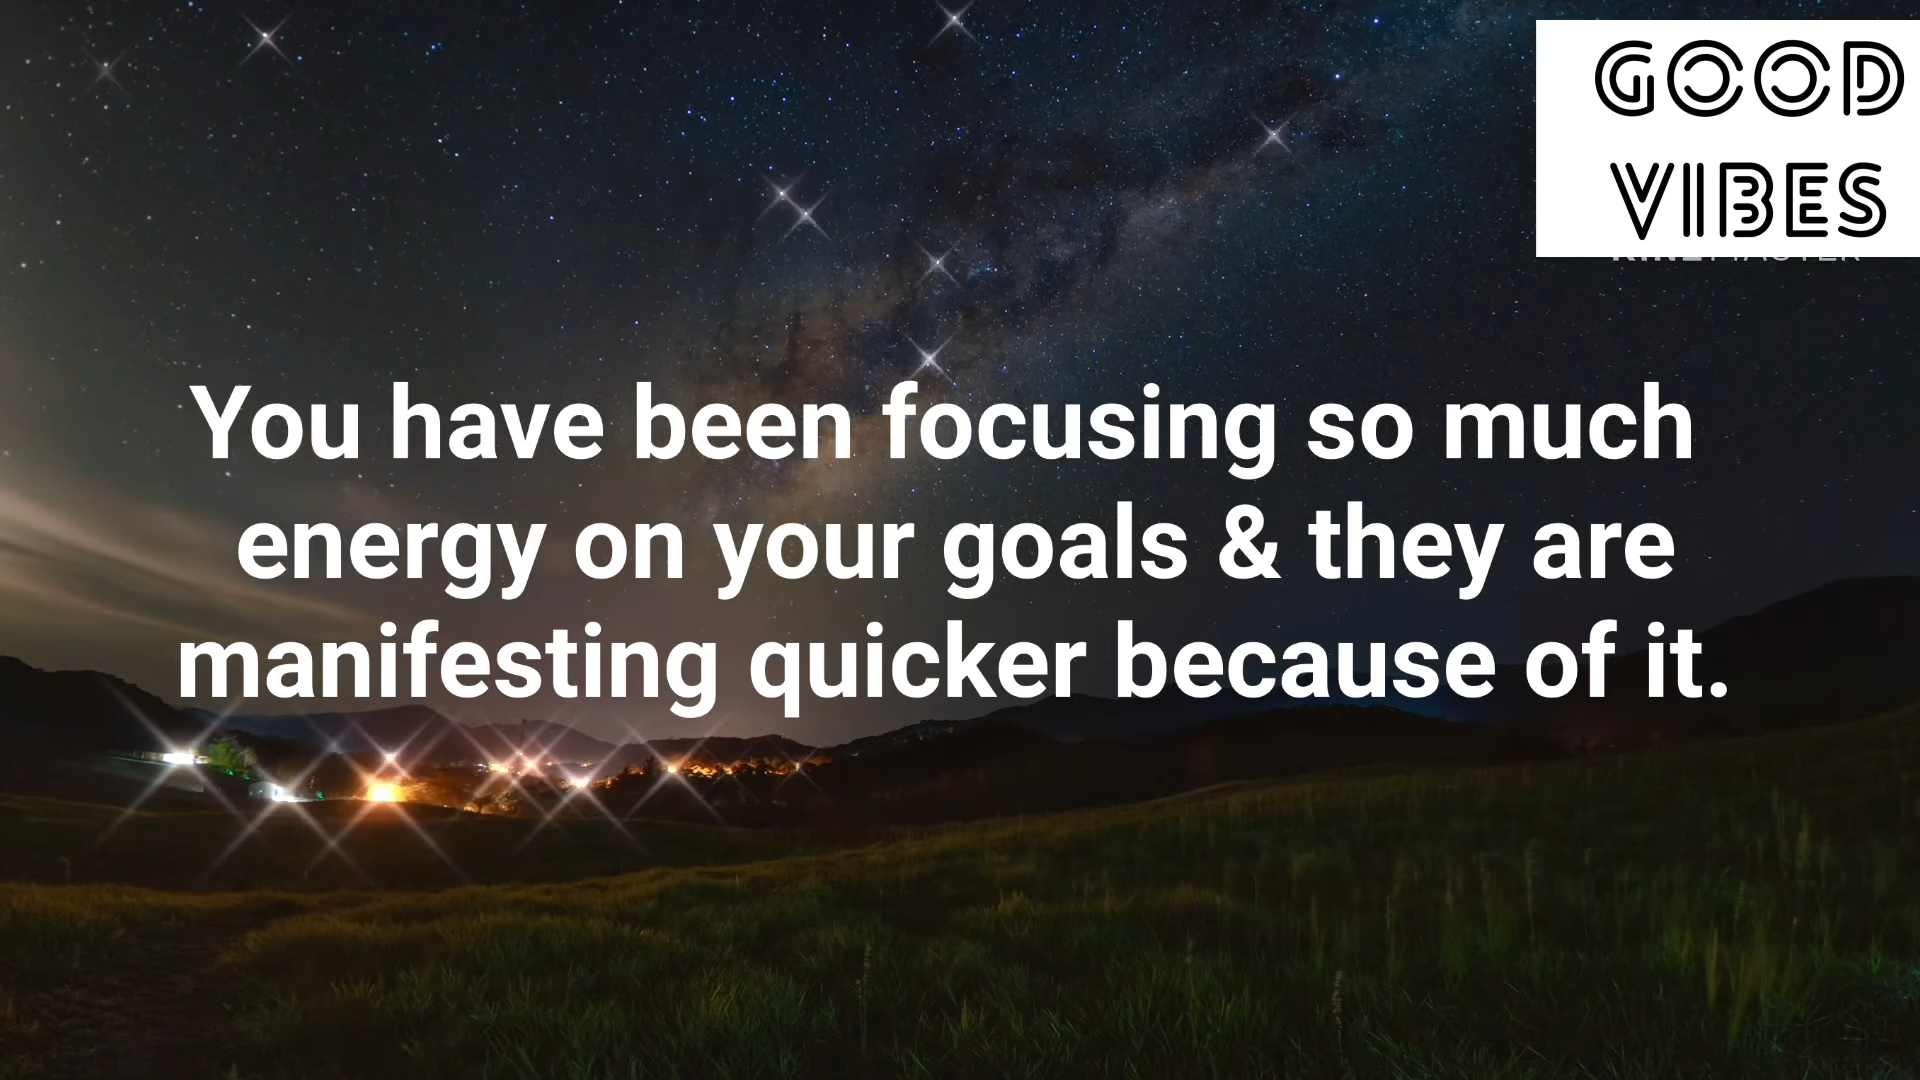 GOOD
VIBES
KINEMASTER
You have been focusing so much
energy on your goals & they are
manifesting quicker because of it.